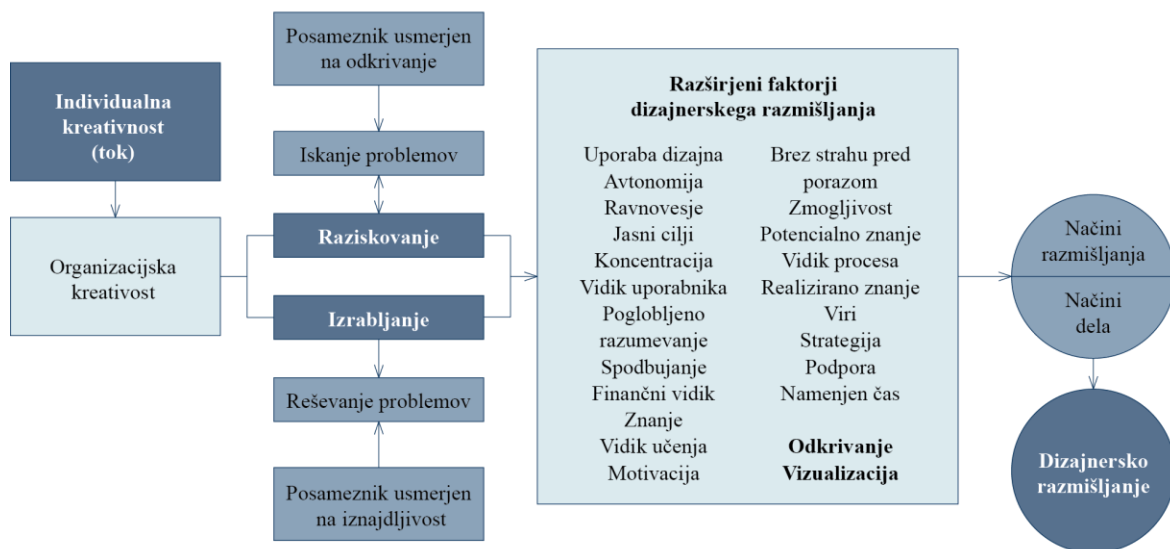 Individualna
kreativnost
(tok)
Organizacijska
kreativost
Posameznik usmerjen
na odkrivanje
Iskanje problemov
Raziskovanje
Izrabljanje
Reševanje problemov
Posameznik usmerjen
na iznajdljivost
Razširjeni faktorji
dizajnerskega razmišljanja
Uporaba dizajna
Avtonomija
Ravnovesje
Jasni cilji
Koncentracija
Vidik uporabnika
Poglobljeno
razumevanje
Spodbujanje
Finančni vidik
Znanje
Vidik učenja
Motivacija
Brez strahu pred
porazom
Zmogljivost
Potencialno znanje
Vidik procesa
Realizirano znanje
Viri
Strategija
Podpora
Namenjen čas
Odkrivanje
Vizualizacija
Načini
razmišljanja
Načini
dela
Dizajnersko
razmišljanje